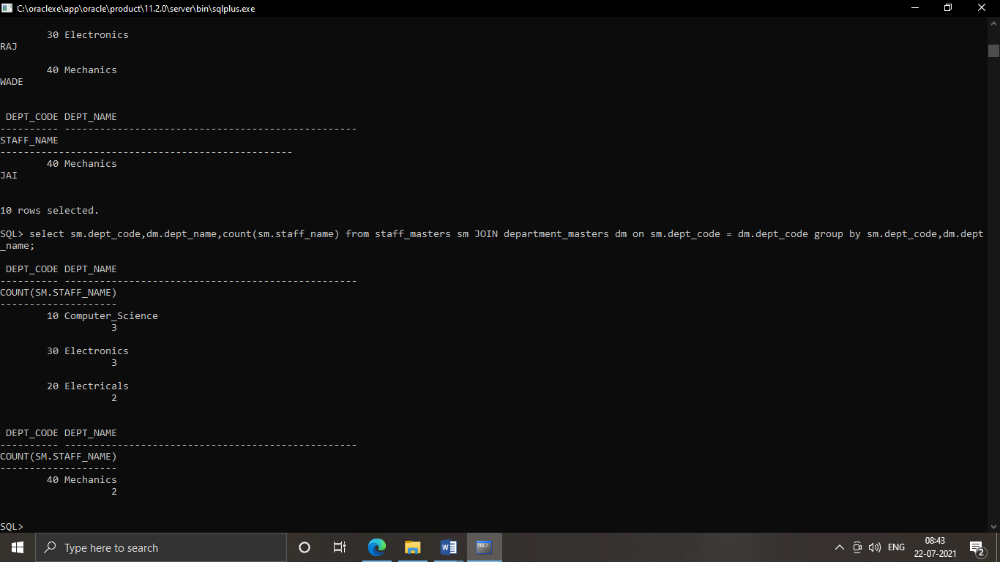 C:\oraclexe\app\oracle\product\11.2.0\server\bin\sqlplus.exe
        30 Electronics
RAJ
        40 Mechanics
WADE
 DEPT_CODE DEPT_NAME
---------- --------------------------------------------------
STAFF_NAME
--------------------------------------------------
        40 Mechanics
JAI
10 rows selected.
SQL> select sm.dept_code,dm.dept_name,count(sm.staff_name) from staff_masters sm JOIN department_masters dm on sm.dept_code = dm.dept_code group by sm.dept_code,dm.dept
_name;
 DEPT_CODE DEPT_NAME
---------- --------------------------------------------------
COUNT(SM.STAFF_NAME)
--------------------
        10 Computer_Science
                   3
        30 Electronics
                   3
        20 Electricals
                   2
 DEPT_CODE DEPT_NAME
---------- --------------------------------------------------
COUNT(SM.STAFF_NAME)
--------------------
        40 Mechanics
                   2
SQL>
Type here to search
W
SQL>
ENG
08:43
22-07-2021
2